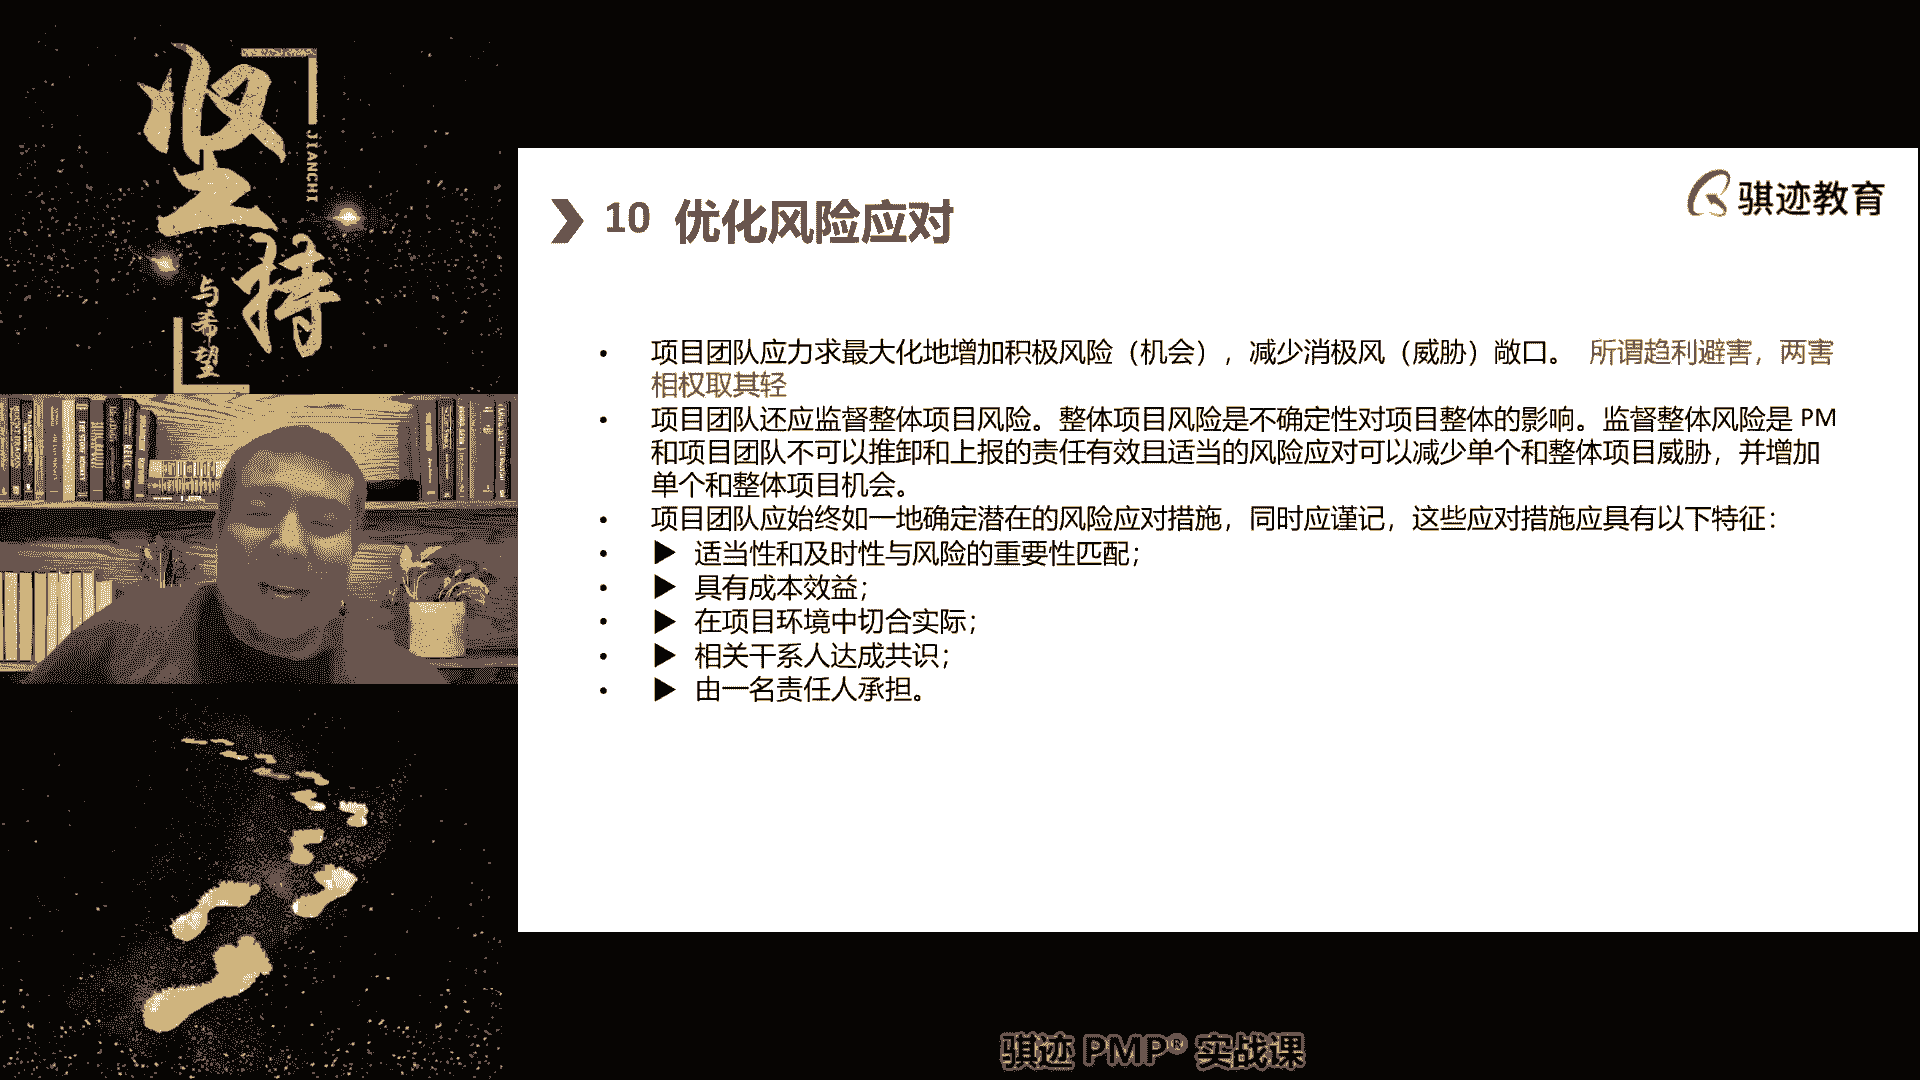 坚
持
JIANCHI
与希望
骐迹教育
10 优化风险应对
• 项目团队应力求最大化地增加积极风险（机会），减少消极风（威胁）敞口。 所谓趋利避害，两害
相权取其轻
• 项目团队还应监督整体项目风险。整体项目风险是不确定性对项目整体的影响。监督整体风险是 PM
和项目团队不可以推卸和上报的责任有效且适当的风险应对可以减少单个和整体项目威胁，并增加
单个和整体项目机会。
• 项目团队应始终如一地确定潜在的风险应对措施，同时应谨记，这些应对措施应具有以下特征：
• ▶ 适当性和及时性与风险的重要性匹配；
• ▶ 具有成本效益；
• ▶ 在项目环境中切合实际；
• ▶ 相关干系人达成共识；
• ▶ 由一名责任人承担。
骐迹 PMP® 实战课